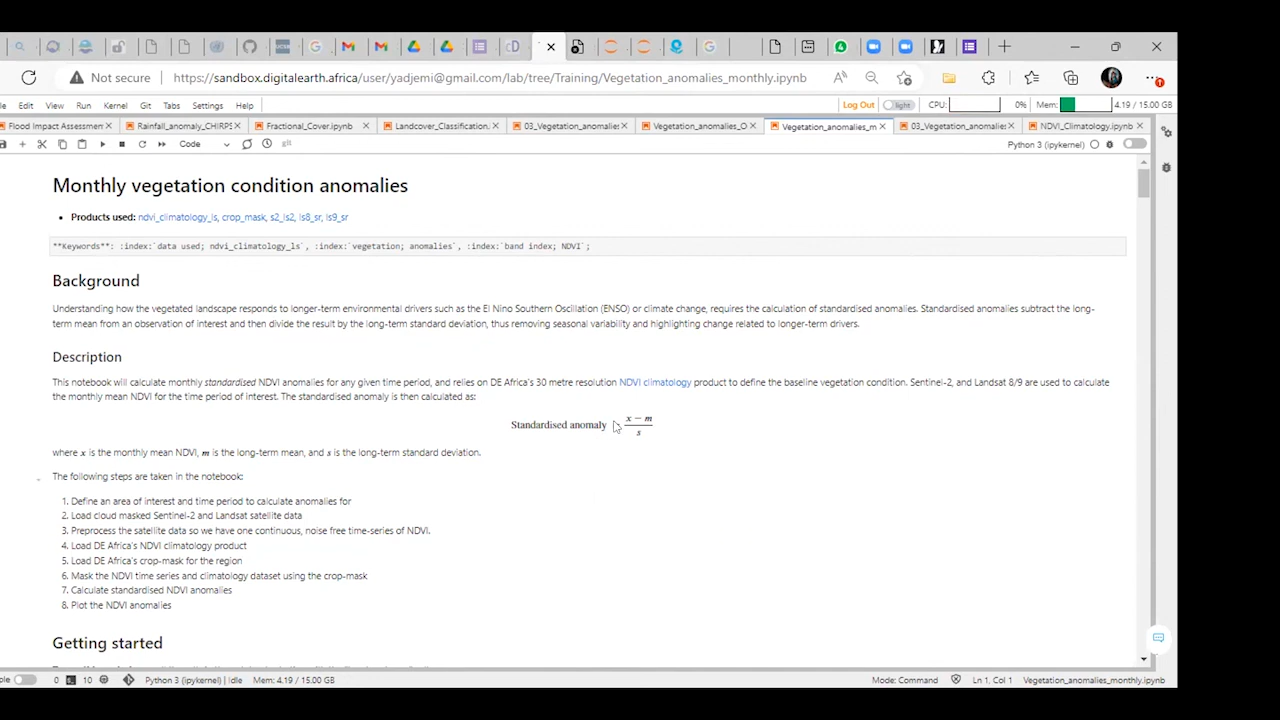 Not secure
https://sandbox.digitalearth.africa/user/yadjemi@gmail.com/lab/tree/Training/Vegetation_anomalies_monthly.ipynb
Edit View Run Kernel Git Tabs Settings Help
Log Out light CPU: 0% Mem: 4.19 / 15.00 GB
Flood Impact Assessmen Rainfall_anomaly_CHIRPS Fractional_Cover.ipynb Landcover_Classification. 03_Vegetation_anomalies Vegetation_anomalies_O Vegetation_anomalies_m 03_Vegetation_anomalies NDVI_Climatology.ipynb
Code git Python 3 (ipykernel)
Monthly vegetation condition anomalies
• Products used: ndvi_climatology_ls, crop_mask, s2_ls2, ls8_sr, ls9_sr
**Keywords**: :index:`data used; ndvi_climatology_ls`, :index:`vegetation; anomalies`, :index:`band index; NDVI`;
Background
Understanding how the vegetated landscape responds to longer-term environmental drivers such as the El Nino Southern Oscillation (ENSO) or climate change, requires the calculation of standardised anomalies. Standardised anomalies subtract the long-
term mean from an observation of interest and then divide the result by the long-term standard deviation, thus removing seasonal variability and highlighting change related to longer-term drivers.
Description
This notebook will calculate monthly standardised NDVI anomalies for any given time period, and relies on DE Africa's 30 metre resolution NDVI climatology product to define the baseline vegetation condition. Sentinel-2, and Landsat 8/9 are used to calculate
the monthly mean NDVI for the time period of interest. The standardised anomaly is then calculated as:
x − m
Standardised anomaly
s
where x is the monthly mean NDVI, m is the long-term mean, and s is the long-term standard deviation.
The following steps are taken in the notebook:
1. Define an area of interest and time period to calculate anomalies for
2. Load cloud masked Sentinel-2 and Landsat satellite data
3. Preprocess the satellite data so we have one continuous, noise free time-series of NDVI.
4. Load DE Africa's NDVI climatology product
5. Load DE Africa's crop-mask for the region
6. Mask the NDVI time series and climatology dataset using the crop-mask
7. Calculate standardised NDVI anomalies
8. Plot the NDVI anomalies
Getting started
0 10 Python 3 (ipykernel) | Idle Mem: 4.19 / 15.00 GB Mode: Command Ln 1, Col 1 Vegetation_anomalies_monthly.ipynb